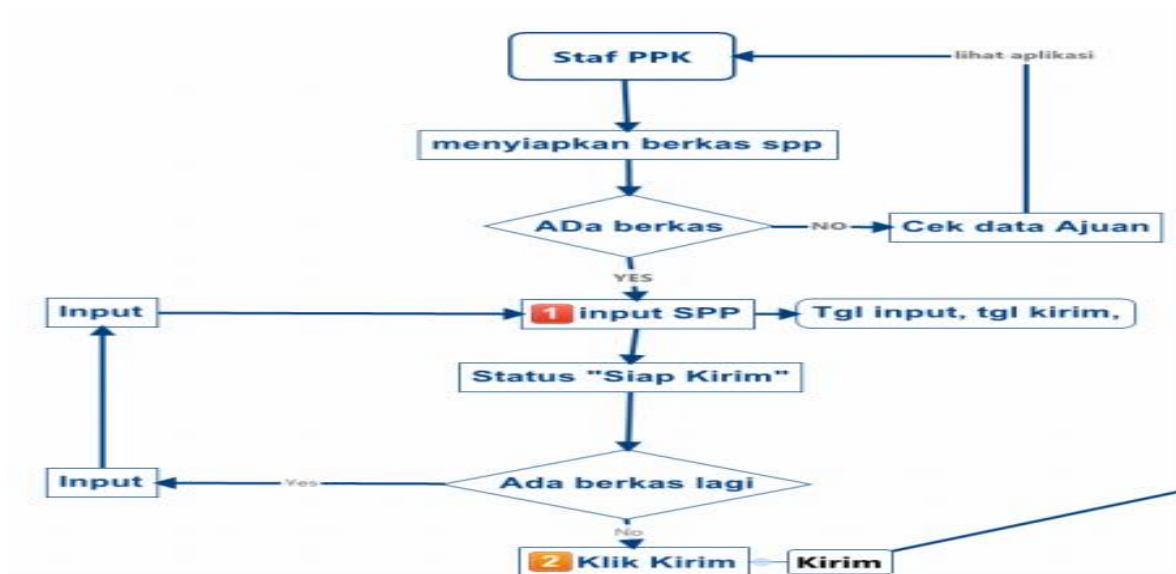 Staf PPK
lihat aplikasi
menyiapkan berkas spp
ADa berkas
NO
Cek data Ajuan
YES
Input
1 input SPP
Tgl input, tgl kirim,
Status "Siap Kirim"
Input
Yes
Ada berkas lagi
No
2 Klik Kirim
Kirim